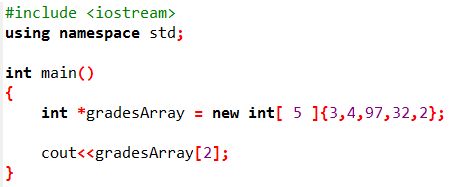 #include <iostream>
using namespace std;
int main()
{
int *gradesArray = new int[ 5 ]{3,4,97,32,2};
cout<<gradesArray[2];
}